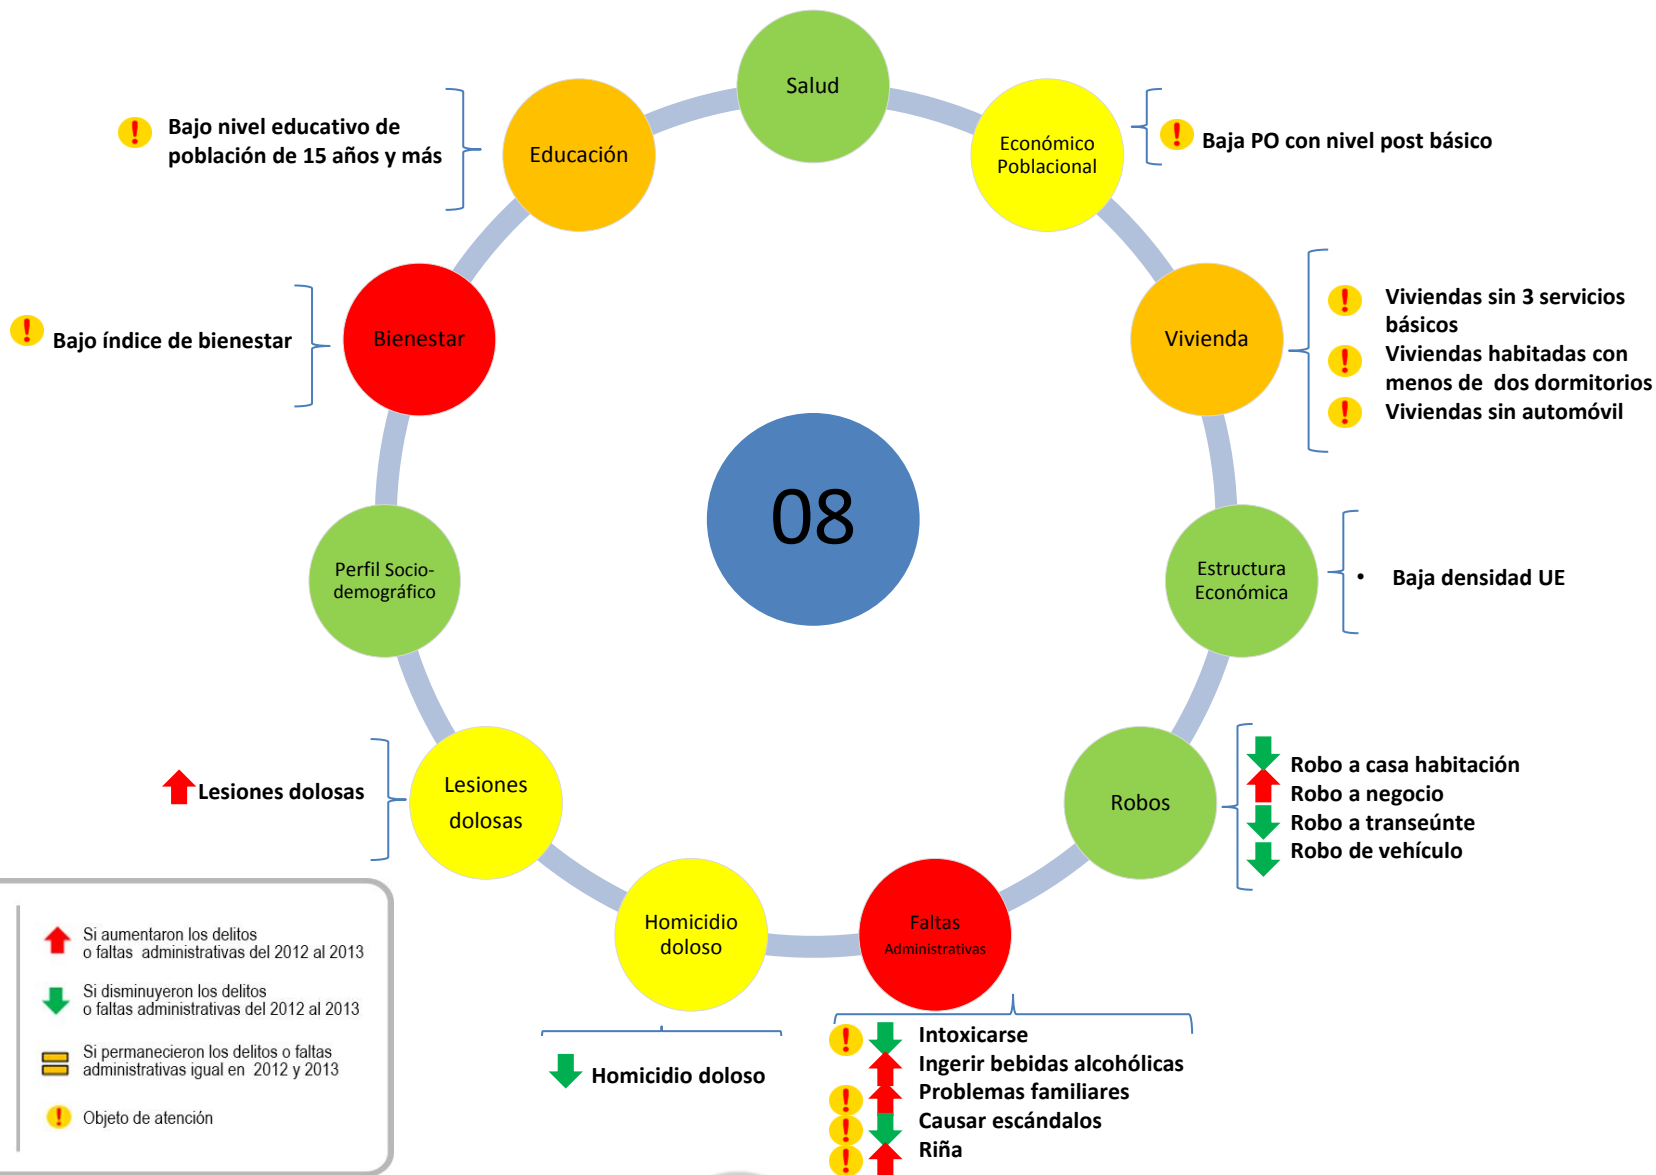 Salud
Económico
Poblacional
Baja PO con nivel post básico
Bajo nivel educativo de
población de 15 años y más
Educación
Vivienda
Viviendas sin 3 servicios
básicos
Viviendas habitadas con
menos de dos dormitorios
Viviendas sin automóvil
Bajo índice de bienestar
Bienestar
08
Estructura
Económica
• Baja densidad UE
Perfil Socio-
demográfico
Robos
Robo a casa habitación
Robo a negocio
Robo a transeúnte
Robo de vehículo
Lesiones dolosas
Lesiones
dolosas
Homicidio
doloso
Homicidio doloso
Faltas
Administrativas
Intoxicarse
Ingerir bebidas alcohólicas
Problemas familiares
Causar escándalos
Riña
Si aumentaron los delitos
o faltas administrativas del 2012 al 2013
Si disminuyeron los delitos
o faltas administrativas del 2012 al 2013
Si permanecieron los delitos o faltas
administrativas igual en 2012 y 2013
Objeto de atención